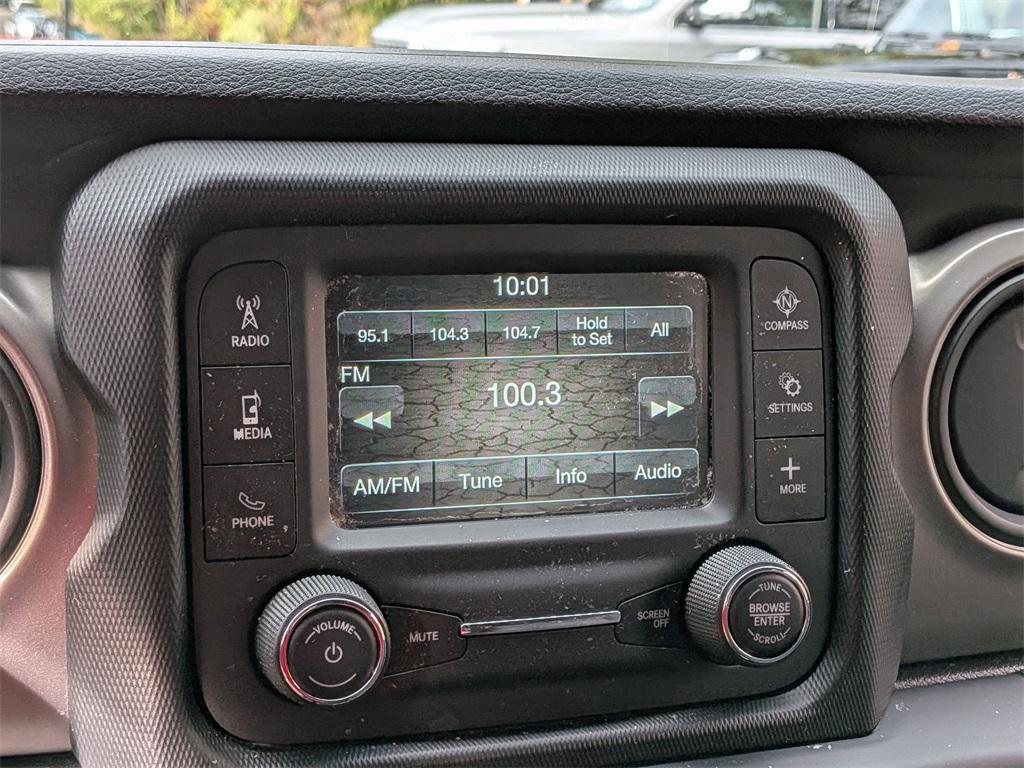 10:01
95.1 104.3 104.7 Hold to Set All
FM
100.3
AM/FM Tune Info Audio
RADIO
MEDIA
PHONE
N
COMPASS
SETTINGS
MORE
VOLUME
MUTE
SCREEN
OFF
TUNE
BROWSE
ENTER
SCROLL